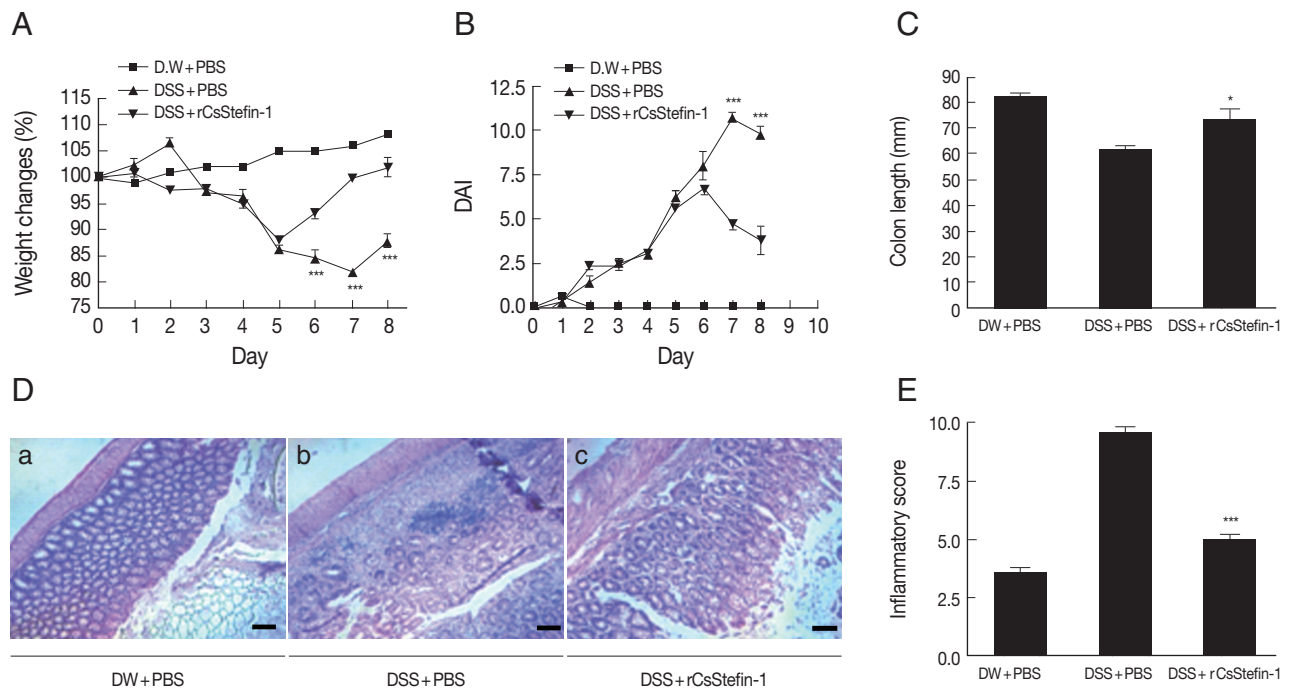 A
D.W+PBS
DSS+PBS
DSS+rCsStefin-1
115
110
105
100
95
90
85
80
75
Weight changes (%)
***
***
***
0 1 2 3 4 5 6 7 8
Day
B
D.W+PBS
DSS+PBS
DSS+rCsStefin-1
12.5
10.0
7.5
5.0
2.5
0.0
DAI
***
***
0 1 2 3 4 5 6 7 8 9 10
Day
C
90
80
70
60
50
40
30
20
10
0
Colon length (mm)
*
DW+PBS DSS+PBS DSS+rCsStefin-1
D
a b c
DW+PBS DSS+PBS DSS+rCsStefin-1
E
10.0
7.5
5.0
2.5
0.0
Inflammatory score
***
DW+PBS DSS+PBS DSS+rCsStefin-1